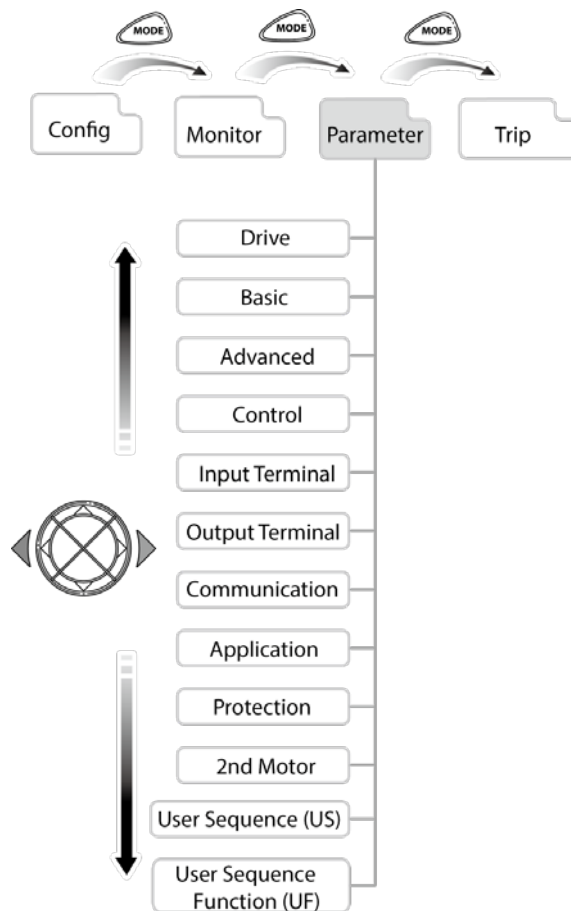 MODE MODE MODE
Config Monitor Parameter Trip
Drive
Basic
Advanced
Control
Input Terminal
Output Terminal
Communication
Application
Protection
2nd Motor
User Sequence (US)
User Sequence
Function (UF)